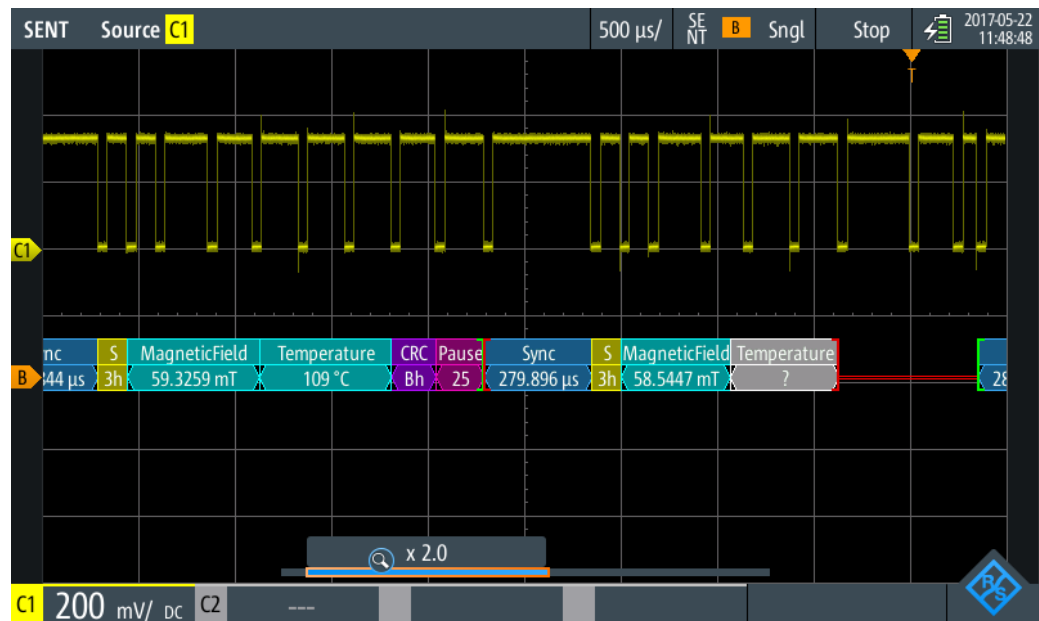 SENT Source C1 500 µs/ SENT B Sngl Stop 2017-05-22 11:48:48
T
C1
nc S MagneticField Temperature CRC Pause Sync S MagneticField Temperature
B 344 µs 3h 59.3259 mT 109 °C Bh 25 279.896 µs 3h 58.5447 mT ? 28
x 2.0
C1 200 mV/ DC C2 ---
R&S